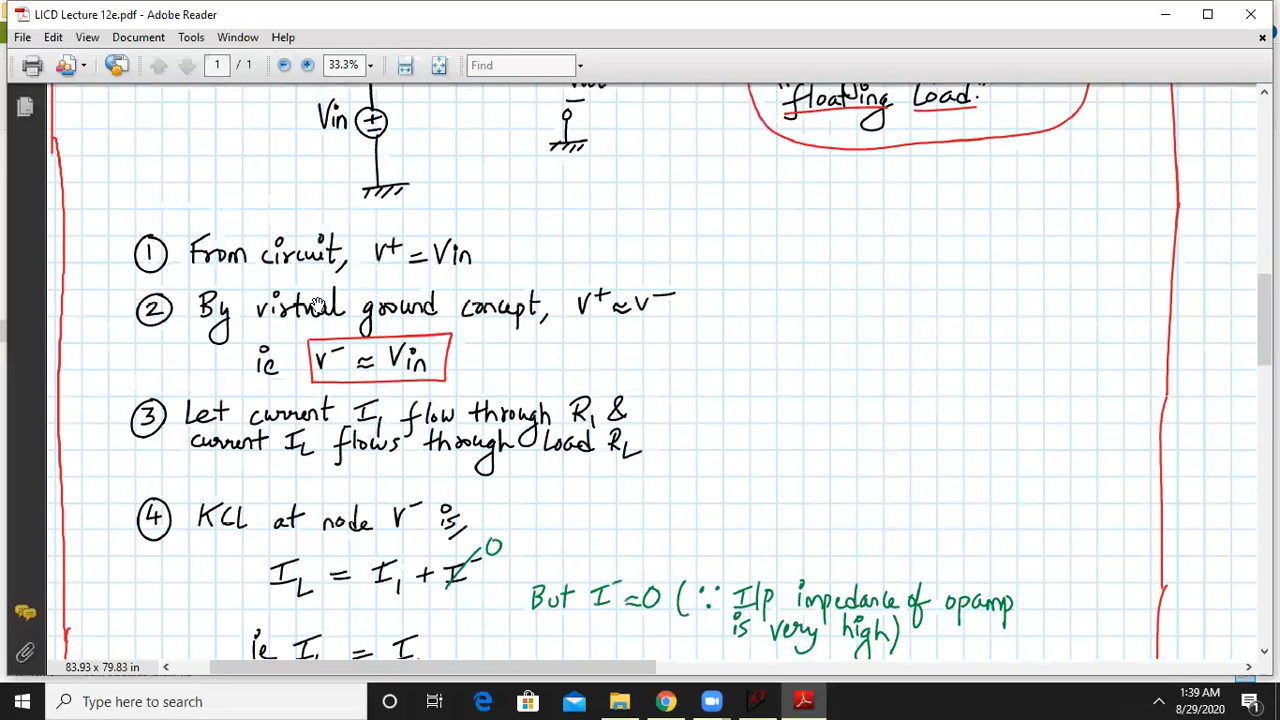 LICD Lecture 12e.pdf - Adobe Reader
File Edit View Document Tools Window Help
1 / 1 33.3% Find
Vin + −
−
"floating Load."
① From circuit, V+ = Vin
② By virtual ground concept, V+ ≈ V−
ie V− ≈ Vin
③ Let current I1 flow through R1 &
current IL flows through Load RL
④ KCL at node V− is,
IL = I1 + I− 0
But I− ≈ 0 (∵ I/p impedance of opamp
is very high)
ie IL = I
83.93 x 79.83 in
Type here to search
1:39 AM
8/29/2020